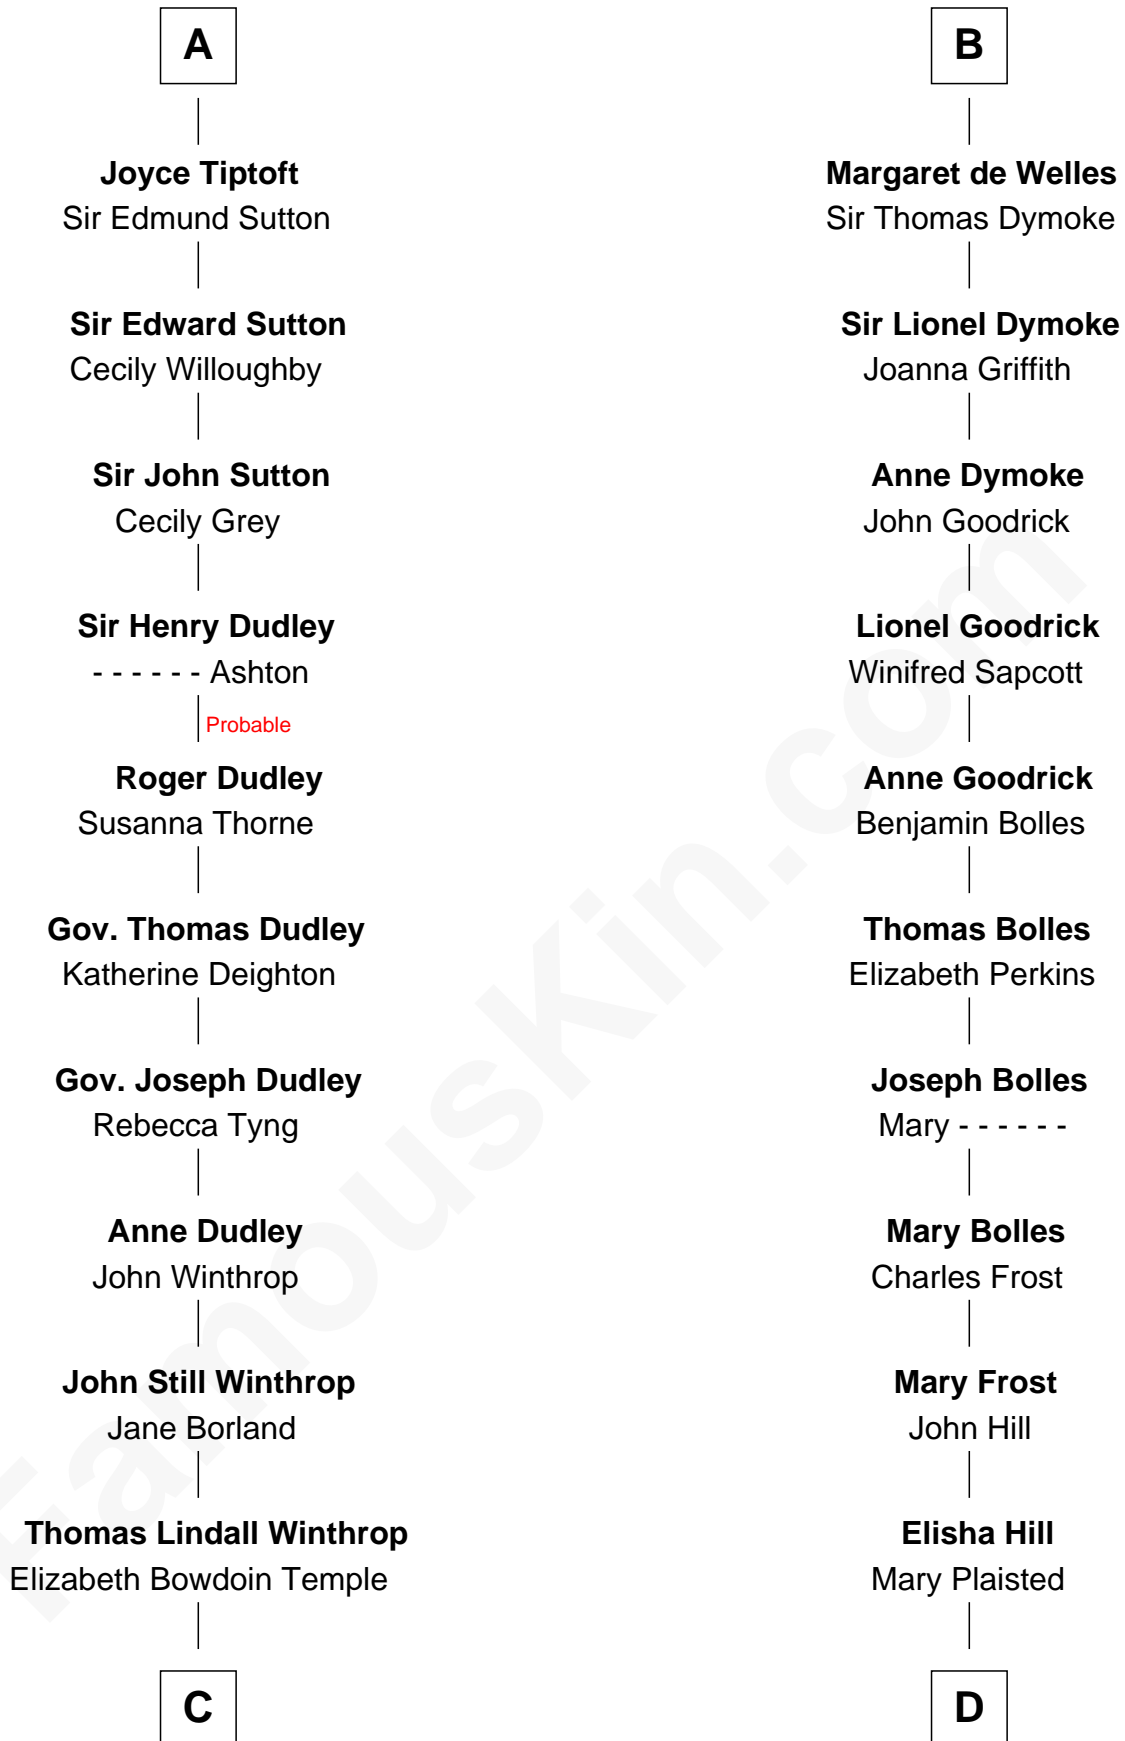 A
Joyce Tiptoft
Sir Edmund Sutton
Sir Edward Sutton
Cecily Willoughby
Sir John Sutton
Cecily Grey
Sir Henry Dudley
- - - - - - Ashton
Probable
Roger Dudley
Susanna Thorne
Gov. Thomas Dudley
Katherine Deighton
Gov. Joseph Dudley
Rebecca Tyng
Anne Dudley
John Winthrop
John Still Winthrop
Jane Borland
Thomas Lindall Winthrop
Elizabeth Bowdoin Temple
C
B
Margaret de Welles
Sir Thomas Dymoke
Sir Lionel Dymoke
Joanna Griffith
Anne Dymoke
John Goodrick
Lionel Goodrick
Winifred Sapcott
Anne Goodrick
Benjamin Bolles
Thomas Bolles
Elizabeth Perkins
Joseph Bolles
Mary - - - - - -
Mary Bolles
Charles Frost
Mary Frost
John Hill
Elisha Hill
Mary Plaisted
D
FamousKin.com